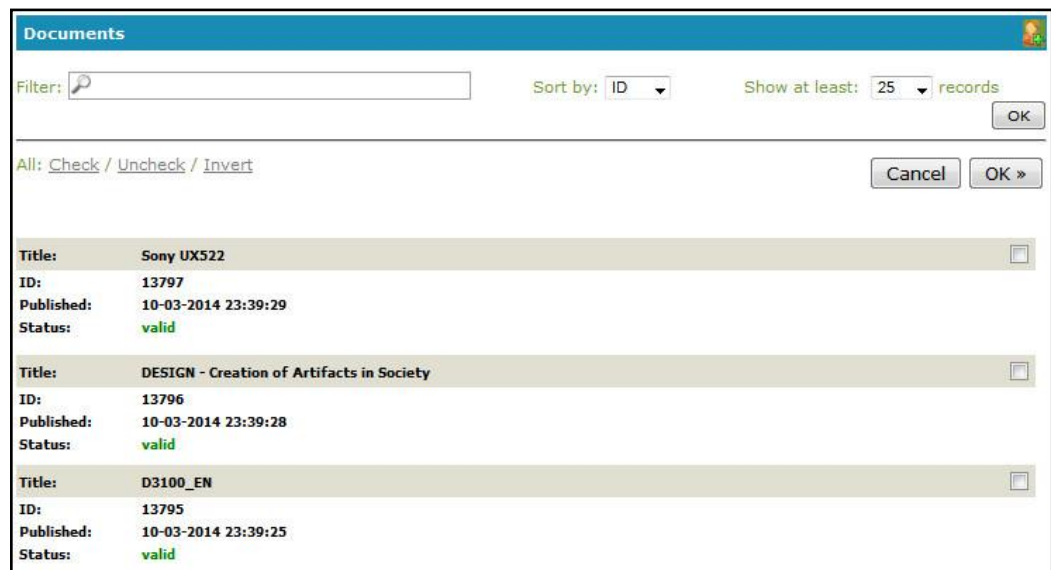 Documents
Filter: Sort by: ID Show at least: 25 records
OK
All: Check / Uncheck / Invert
Cancel OK »
Title: Sony UX522
ID: 13797
Published: 10-03-2014 23:39:29
Status: valid
Title: DESIGN - Creation of Artifacts in Society
ID: 13796
Published: 10-03-2014 23:39:28
Status: valid
Title: D3100_EN
ID: 13795
Published: 10-03-2014 23:39:25
Status: valid